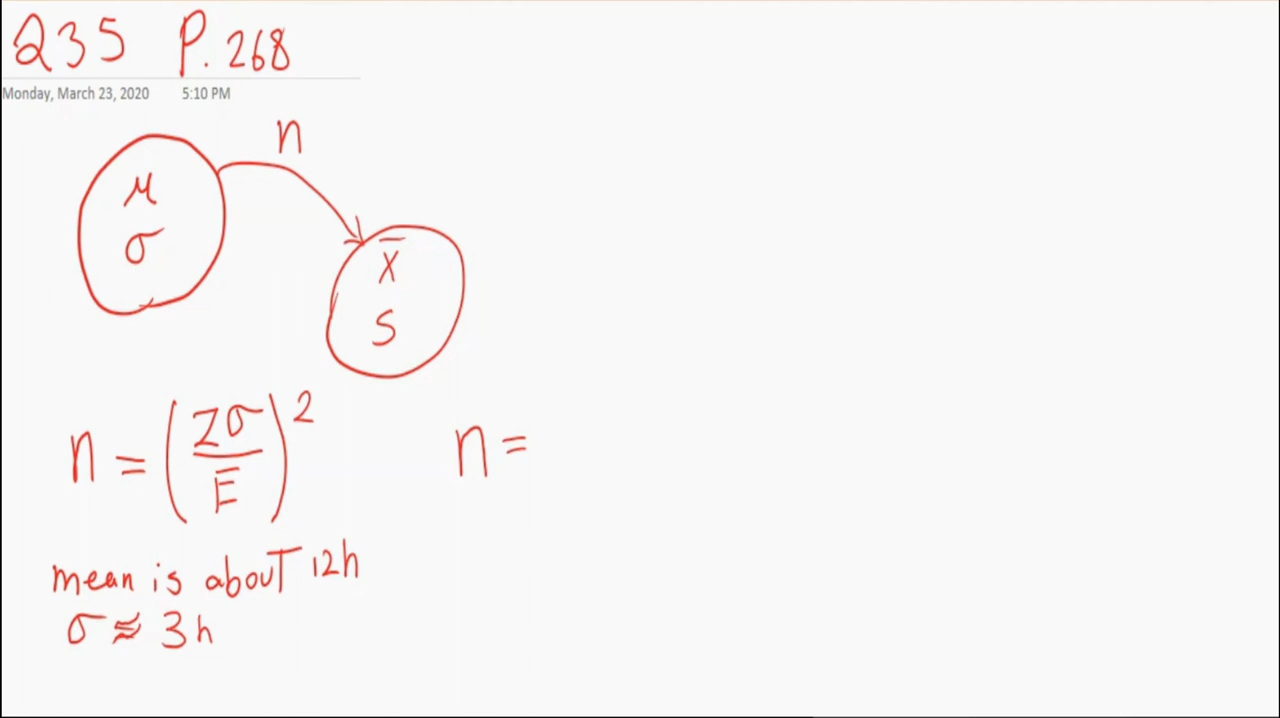 Q35 P. 268
Monday, March 23, 2020 5:10 PM
n
μ
σ
x̄
s
n = (zσ/E)² n =
mean is about 12h
σ ≈ 3h